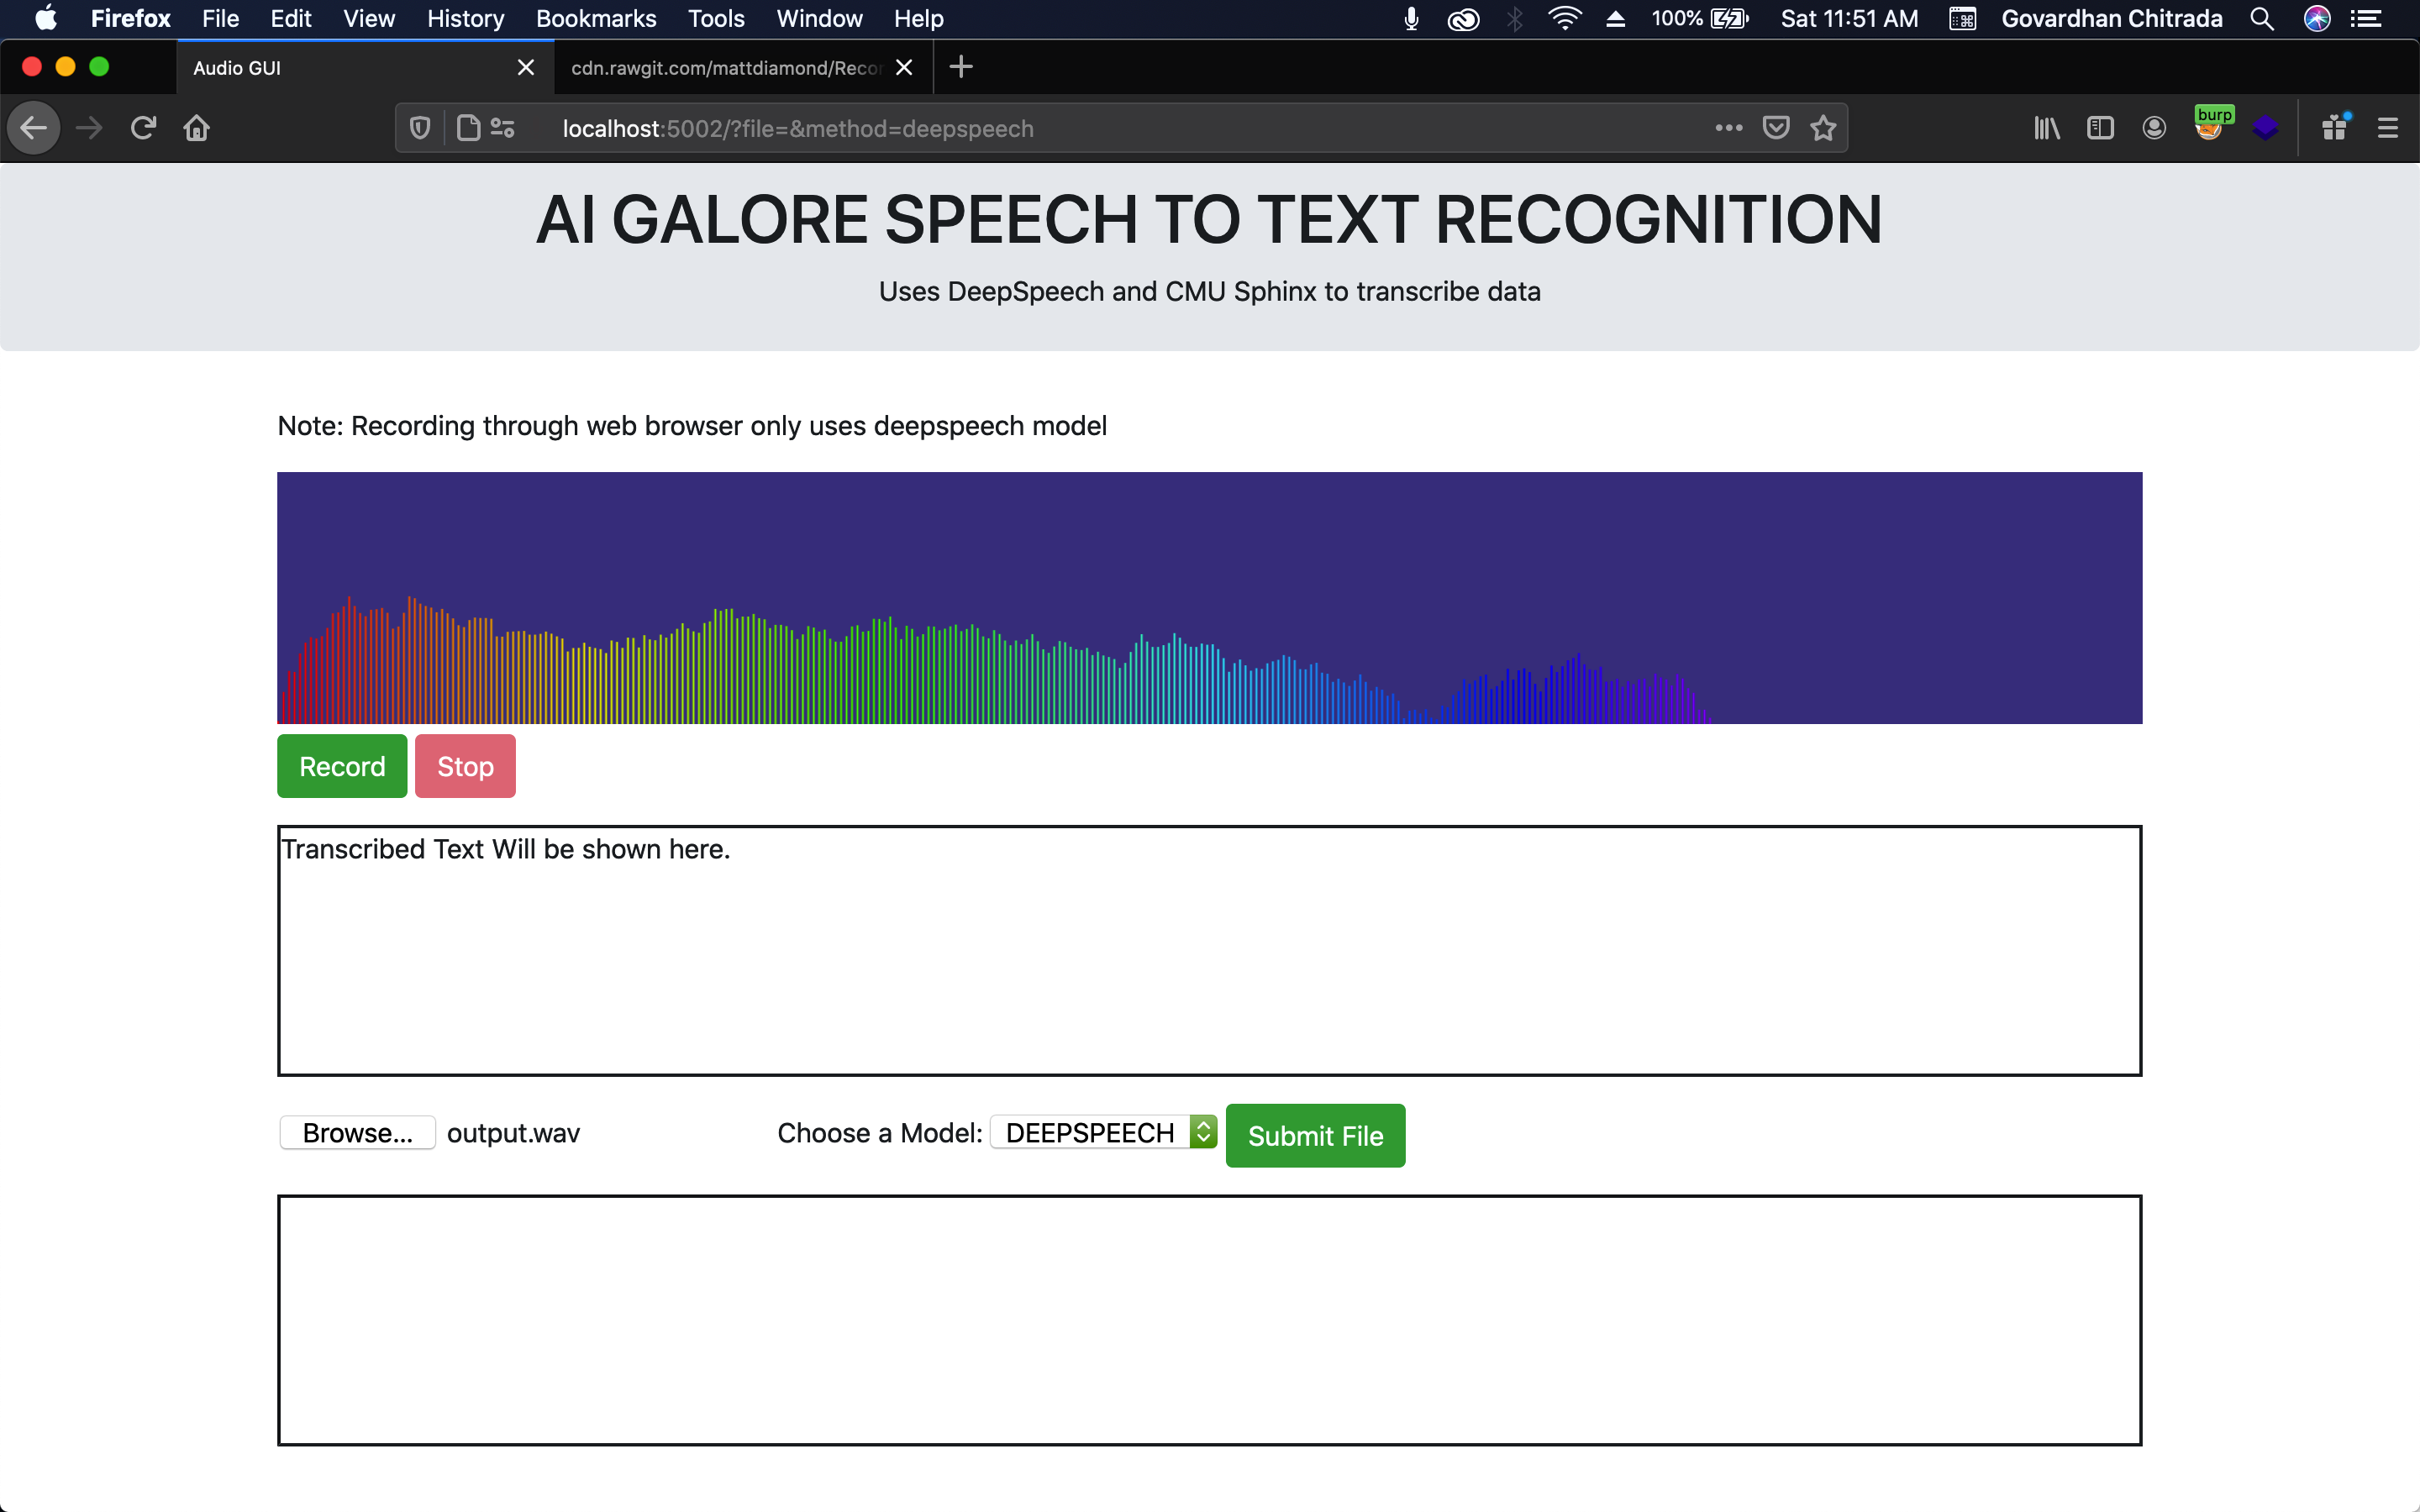 Firefox File Edit View History Bookmarks Tools Window Help 100% Sat 11:51 AM Govardhan Chitrada
Audio GUI cdn.rawgit.com/mattdiamond/Recor
localhost:5002/?file=&method=deepspeech burp
AI GALORE SPEECH TO TEXT RECOGNITION
Uses DeepSpeech and CMU Sphinx to transcribe data
Note: Recording through web browser only uses deepspeech model
Record Stop
Transcribed Text Will be shown here.
Browse... output.wav Choose a Model: DEEPSPEECH Submit File